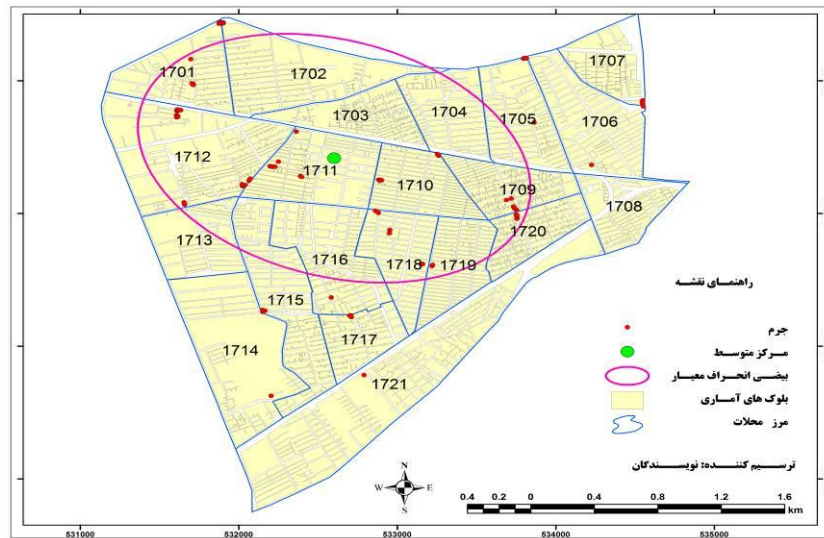 1701
1702
1703
1704
1705
1706
1707
1708
1709
1710
1711
1712
1713
1714
1715
1716
1717
1718
1719
1720
1721
راهنمای نقشه
جرم
مرکز متوسط
بیضی انحراف معیار
بلوک های آماری
مرز محلات
ترسیم کننده: نویسندگان
N
W E
S
0.4 0.2 0 0.4 0.8 1.2 1.6
km
531000 532000 533000 534000 535000